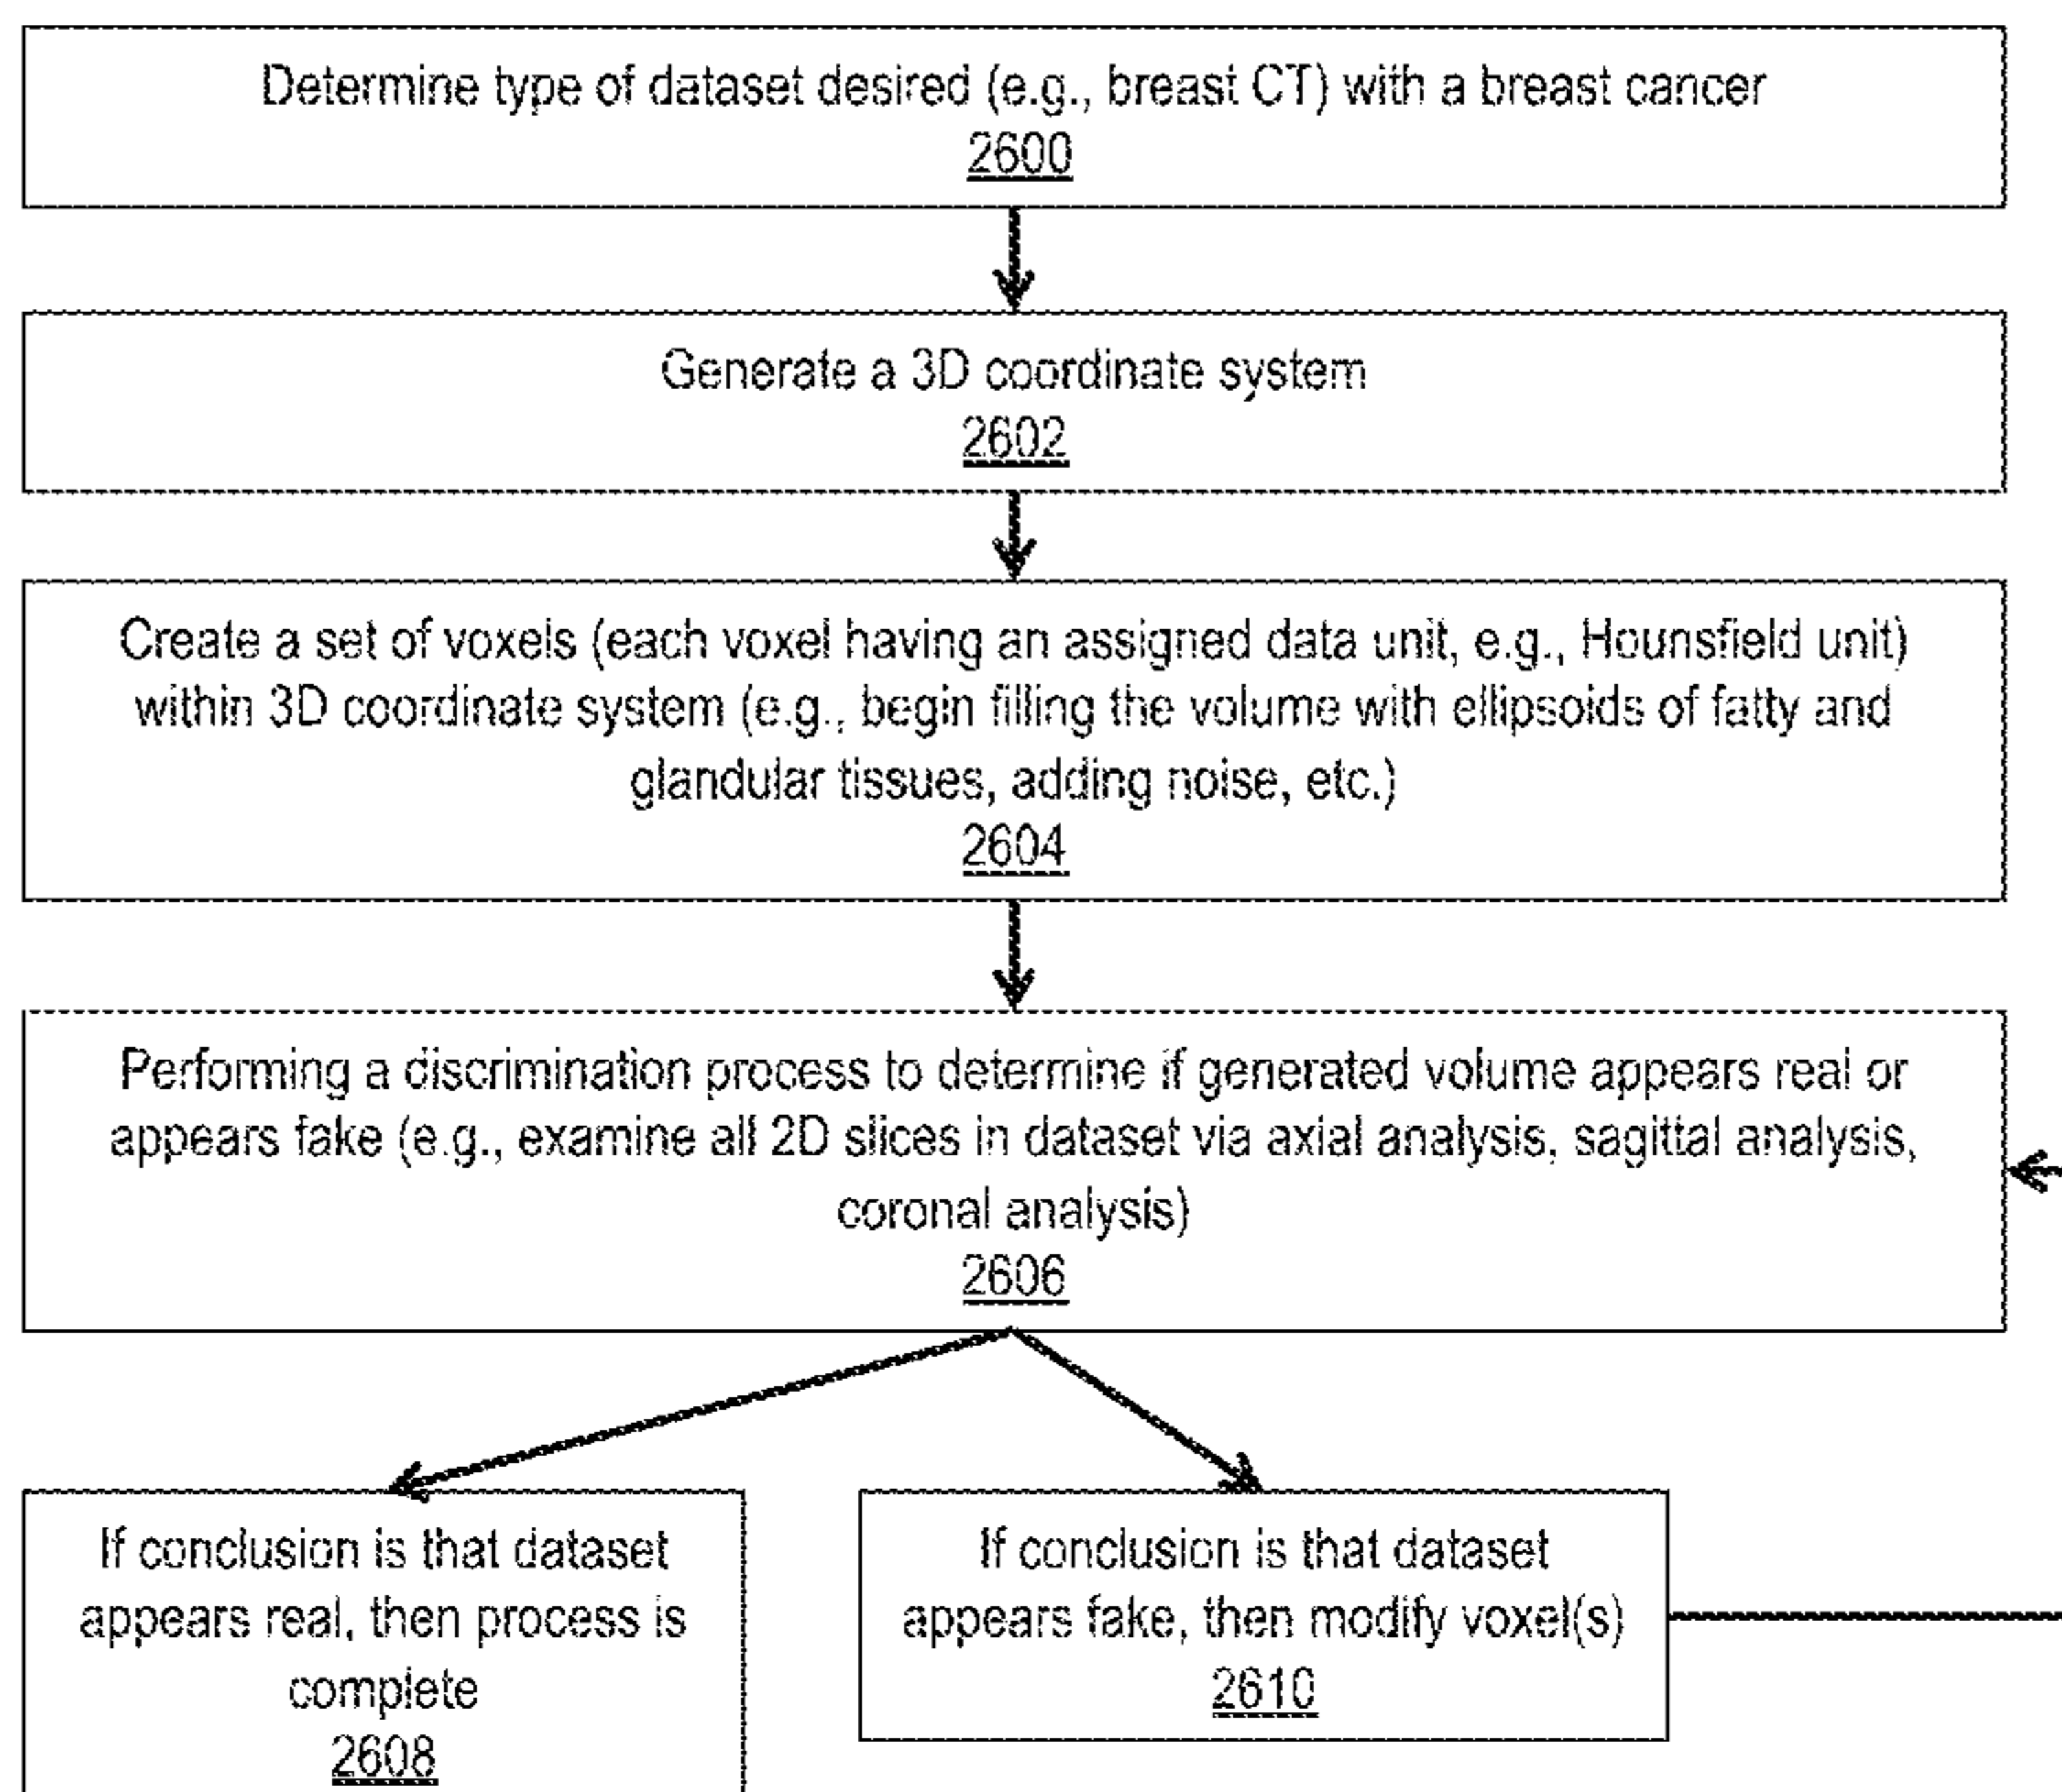 Determine type of dataset desired (e.g., breast CT) with a breast cancer
2600
Generate a 3D coordinate system
2602
Create a set of voxels (each voxel having an assigned data unit, e.g., Hounsfield unit)
within 3D coordinate system (e.g., begin filling the volume with ellipsoids of fatty and
glandular tissues, adding noise, etc.)
2604
Performing a discrimination process to determine if generated volume appears real or
appears fake (e.g., examine all 2D slices in dataset via axial analysis, sagittal analysis,
coronal analysis)
2606
If conclusion is that dataset
appears real, then process is
complete
2608
If conclusion is that dataset
appears fake, then modify voxel(s)
2610